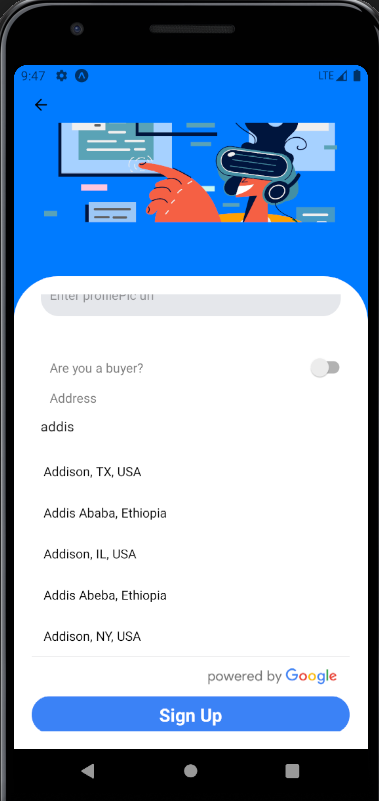 9:47 LTE
Enter profilePic url
Are you a buyer?
Address
addis
Addison, TX, USA
Addis Ababa, Ethiopia
Addison, IL, USA
Addis Abeba, Ethiopia
Addison, NY, USA
powered by Google
Sign Up